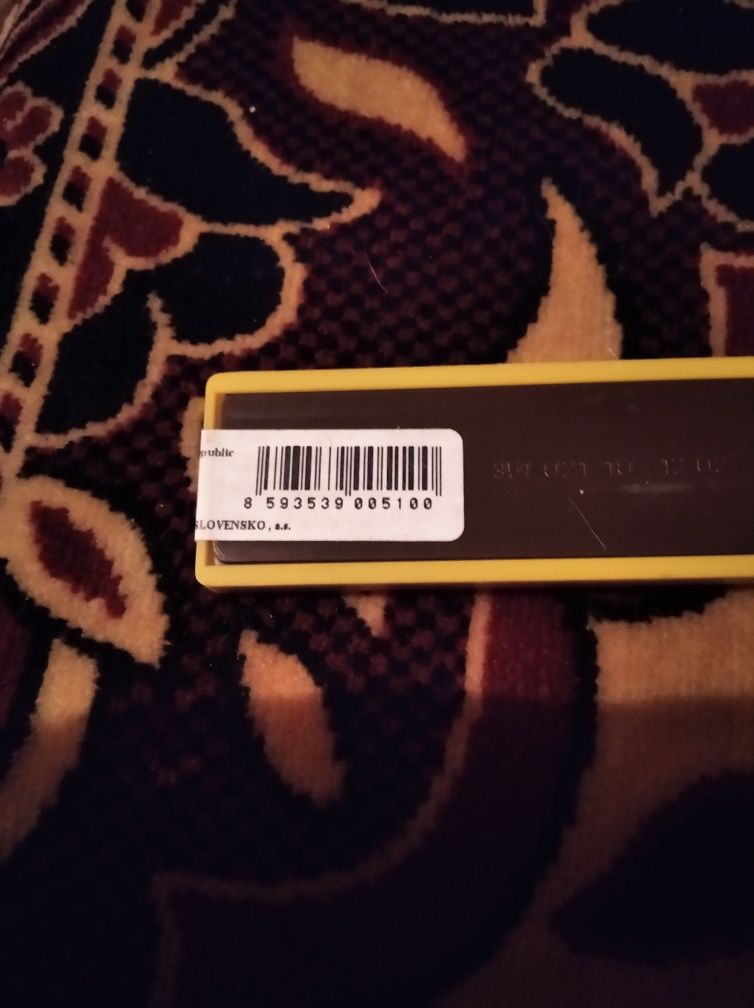 public
8 593539 005100
SLOVENSKO, a.s.